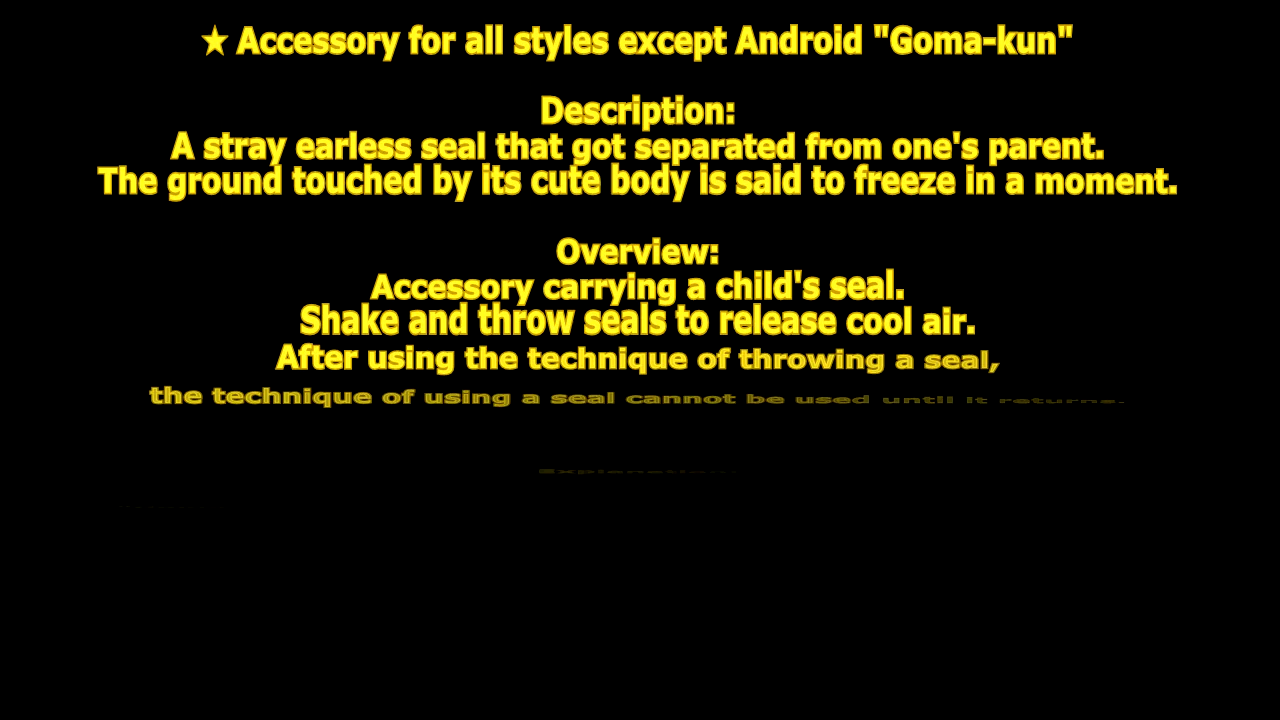 ★ Accessory for all styles except Android "Goma-kun"
Description:
A stray earless seal that got separated from one's parent.
The ground touched by its cute body is said to freeze in a moment.
Overview:
Accessory carrying a child's seal.
Shake and throw seals to release cool air.
After using the technique of throwing a seal,
the technique of using a seal cannot be used until it returns.
Explanation: